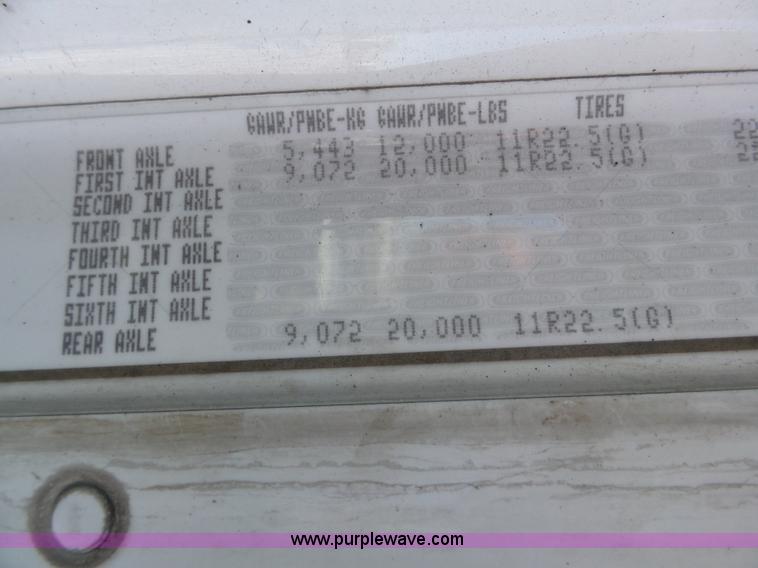 GAWR/PNBE-KG GAWR/PNBE-LBS TIRES
FRONT AXLE 5,443 12,000 11R22.5(G) 22
FIRST INT AXLE 9,072 20,000 11R22.5(G) 22
SECOND INT AXLE
THIRD INT AXLE
FOURTH INT AXLE
FIFTH INT AXLE
SIXTH INT AXLE
REAR AXLE 9,072 20,000 11R22.5(G)
www.purplewave.com